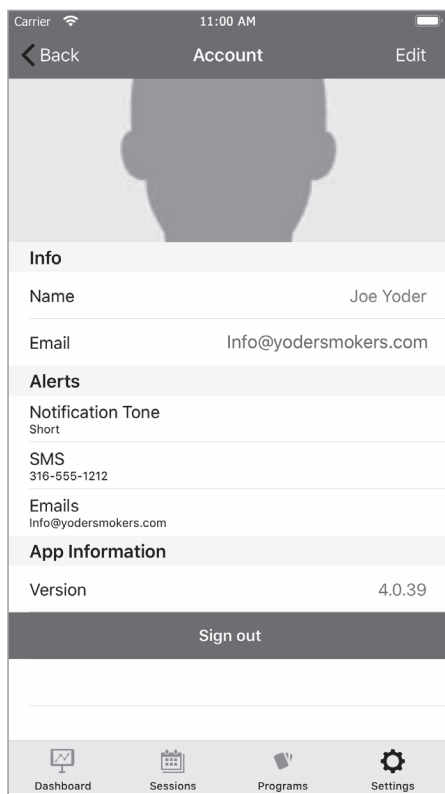 Carrier 11:00 AM
Back Account Edit
Info
Name Joe Yoder
Email Info@yodersmokers.com
Alerts
Notification Tone
Short
SMS
316-555-1212
Emails
Info@yodersmokers.com
App Information
Version 4.0.39
Sign out
Dashboard Sessions Programs Settings